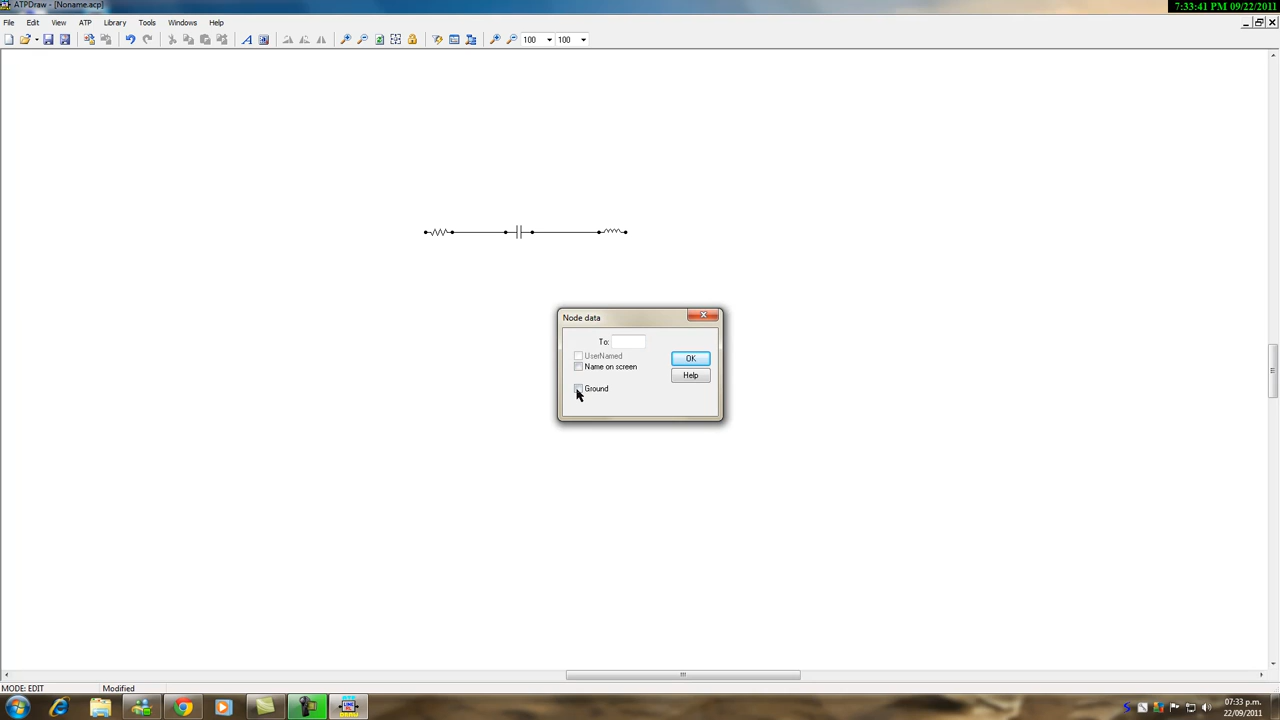 ATPDraw - [Noname.acp]
7:33:41 PM 09/22/2011
File Edit View ATP Library Tools Windows Help
A 100 100
Node data
To:
UserNamed
Name on screen
Ground
OK
Help
MODE: EDIT Modified
LINE
DRAW
07:33 p.m.
22/09/2011